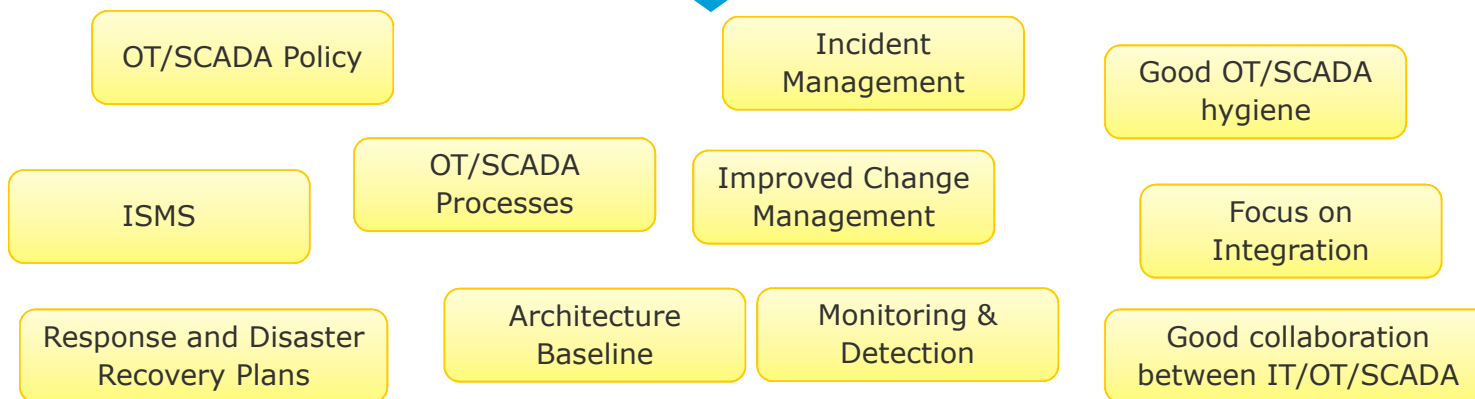 OT/SCADA Policy
Incident
Management
Good OT/SCADA
hygiene
OT/SCADA
Processes
Improved Change
Management
ISMS
Focus on
Integration
Response and Disaster
Recovery Plans
Architecture
Baseline
Monitoring &
Detection
Good collaboration
between IT/OT/SCADA